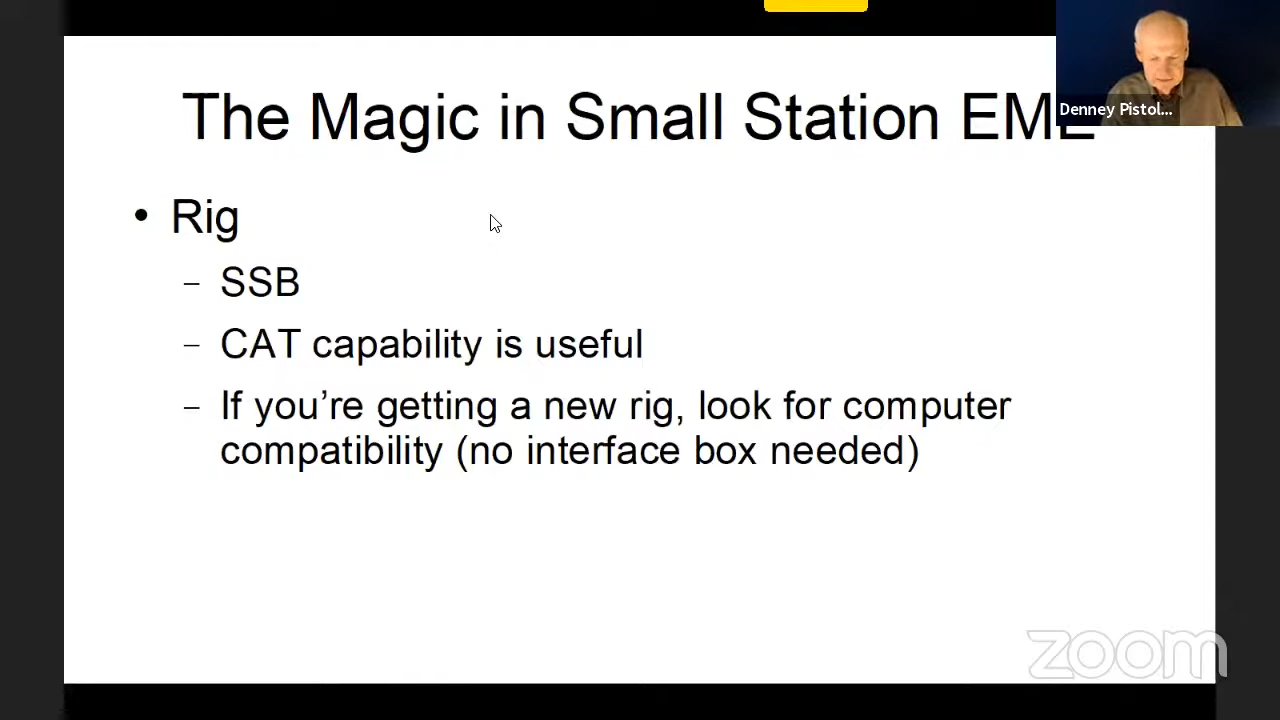 The Magic in Small Station EME
Denney Pistol...
• Rig
– SSB
– CAT capability is useful
– If you’re getting a new rig, look for computer
compatibility (no interface box needed)
zoom